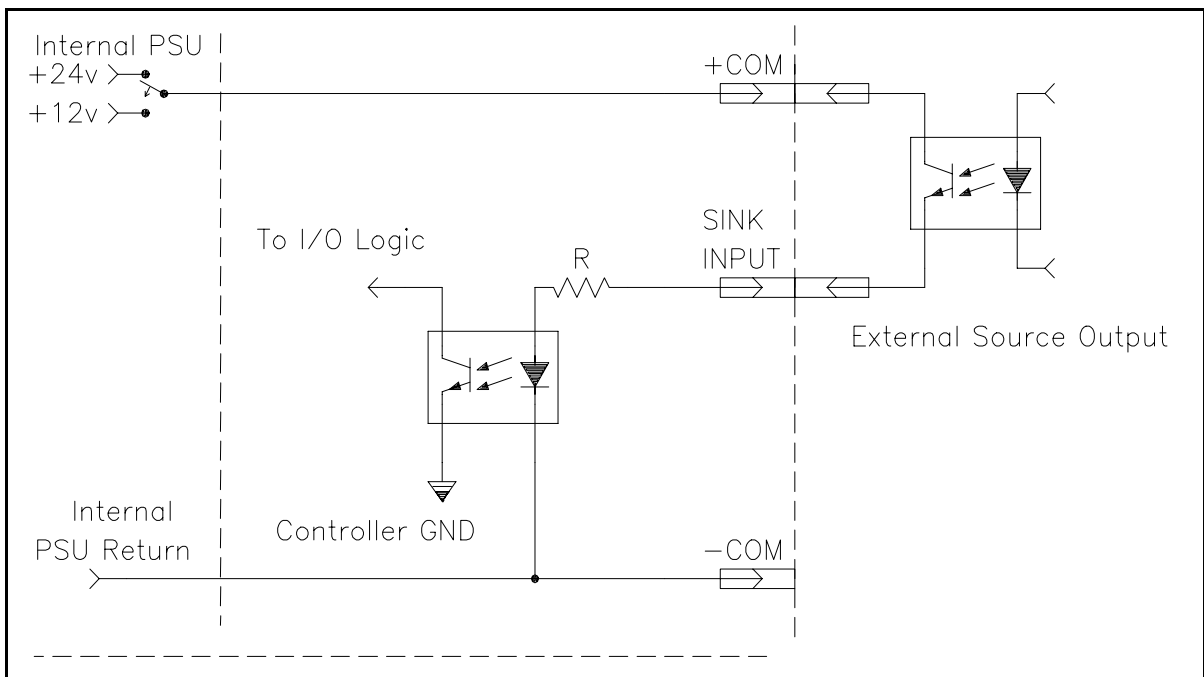 Internal PSU
+24v
+12v
+COM
To I/O Logic
R
SINK
INPUT
External Source Output
Controller GND
Internal
PSU Return
-COM